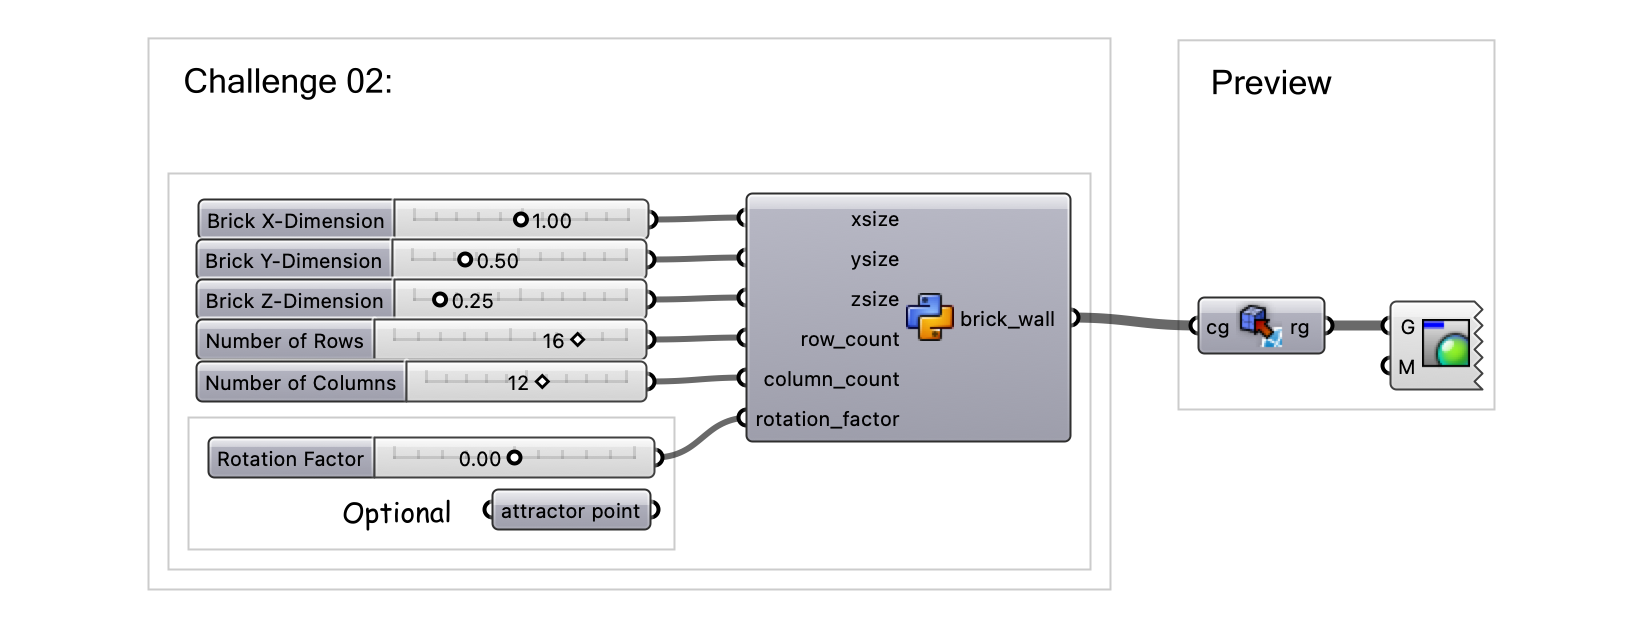 Challenge 02:
Preview
Brick X-Dimension 1.00
Brick Y-Dimension 0.50
Brick Z-Dimension 0.25
Number of Rows 16
Number of Columns 12
Rotation Factor 0.00
Optional attractor point
xsize
ysize
zsize
row_count
column_count
rotation_factor
brick_wall
cg rg
G
M